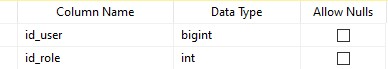 Column Name Data Type Allow Nulls
id_user bigint
id_role int